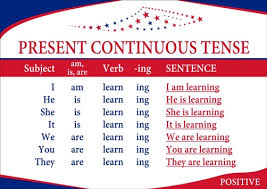 PRESENT CONTINUOUS TENSE
Subject am, is, are Verb -ing SENTENCE
I am learn ing I am learning
He is learn ing He is learning
She is learn ing She is learning
It is learn ing It is learning
We are learn ing We are learning
You are learn ing You are learning
They are learn ing They are learning
POSITIVE